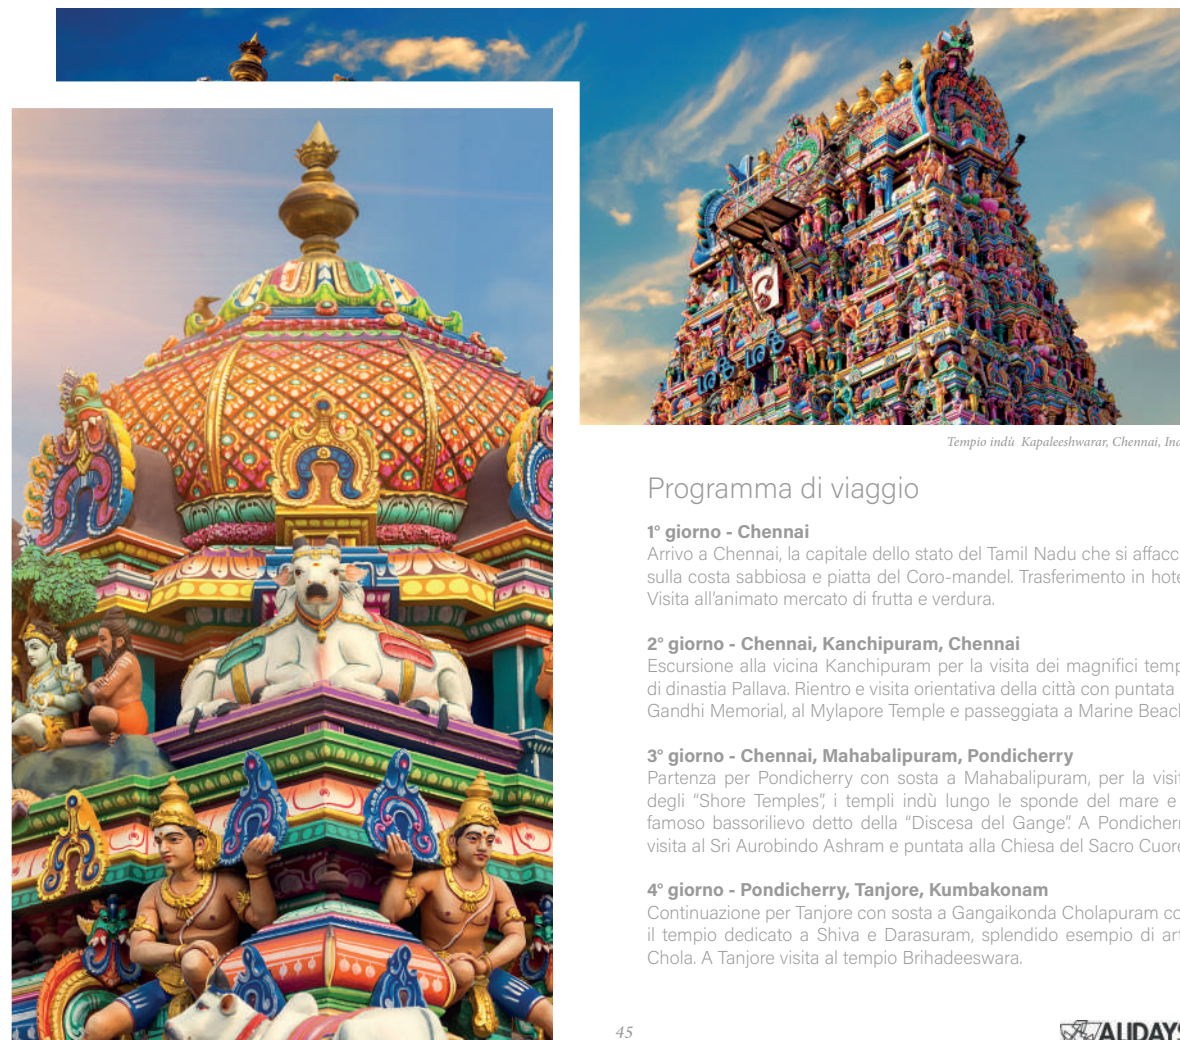 Tempio indù Kapaleeshwarar, Chennai,
Programma di viaggio
1° giorno - Chennai
Arrivo a Chennai, la capitale dello stato del Tamil Nadu che si
sulla costa sabbiosa e piatta del Coro-mandel. Trasferimento in
Visita all’animato mercato di frutta e verdura.
2° giorno - Chennai, Kanchipuram, Chennai
Escursione alla vicina Kanchipuram per la visita dei magnifici
di dinastia Pallava. Rientro e visita orientativa della città con puntata
Gandhi Memorial, al Mylapore Temple e passeggiata a Marine
3° giorno - Chennai, Mahabalipuram, Pondicherry
Partenza per Pondicherry con sosta a Mahabalipuram, per la
degli “Shore Temples”, i templi indù lungo le sponde del mare e
famoso bassorilievo detto della “Discesa del Gange”. A
visita al Sri Aurobindo Ashram e puntata alla Chiesa del Sacro Cuore
4° giorno - Pondicherry, Tanjore, Kumbakonam
Continuazione per Tanjore con sosta a Gangaikonda Cholapuram
il tempio dedicato a Shiva e Darasuram, splendido esempio di
Chola. A Tanjore visita al tempio Brihadeeswara.
45
ALIDAYS